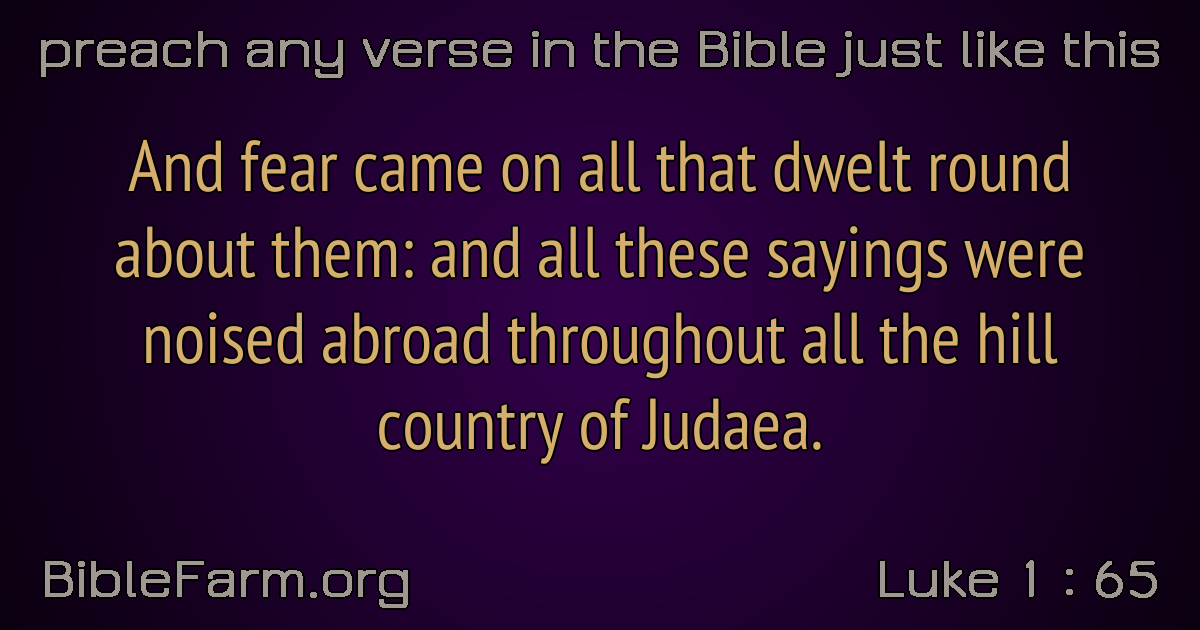 preach any verse in the Bible just like this
And fear came on all that dwelt round
about them: and all these sayings were
noised abroad throughout all the hill
country of Judaea.
BibleFarm.org
Luke 1 : 65